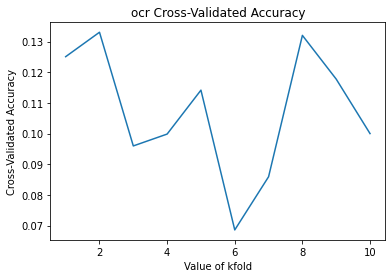 ocr Cross-Validated Accuracy
Cross-Validated Accuracy
0.13
0.12
0.11
0.10
0.09
0.08
0.07
2 4 6 8 10
Value of kfold